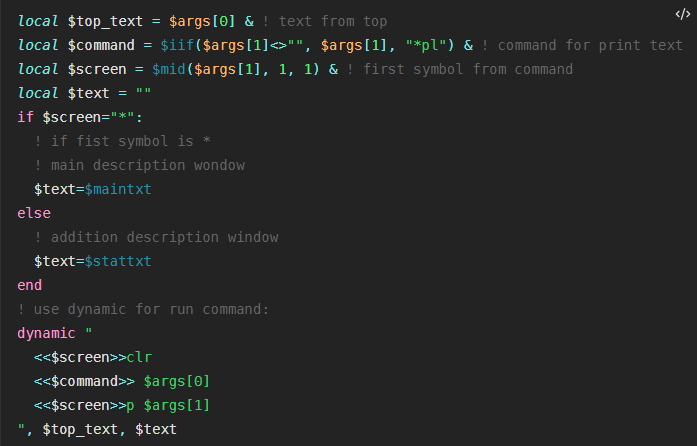 local $top_text = $args[0] & ! text from top
local $command = $iif($args[1]<>"", $args[1], "*pl") & ! command for print text
local $screen = $mid($args[1], 1, 1) & ! first symbol from command
local $text = ""
if $screen="*":
! if fist symbol is *
! main description wondow
$text=$maintxt
else
! addition description window
$text=$stattxt
end
! use dynamic for run command:
dynamic "
<<$screen>>clr
<<$command>> $args[0]
<<$screen>>p $args[1]
", $top_text, $text